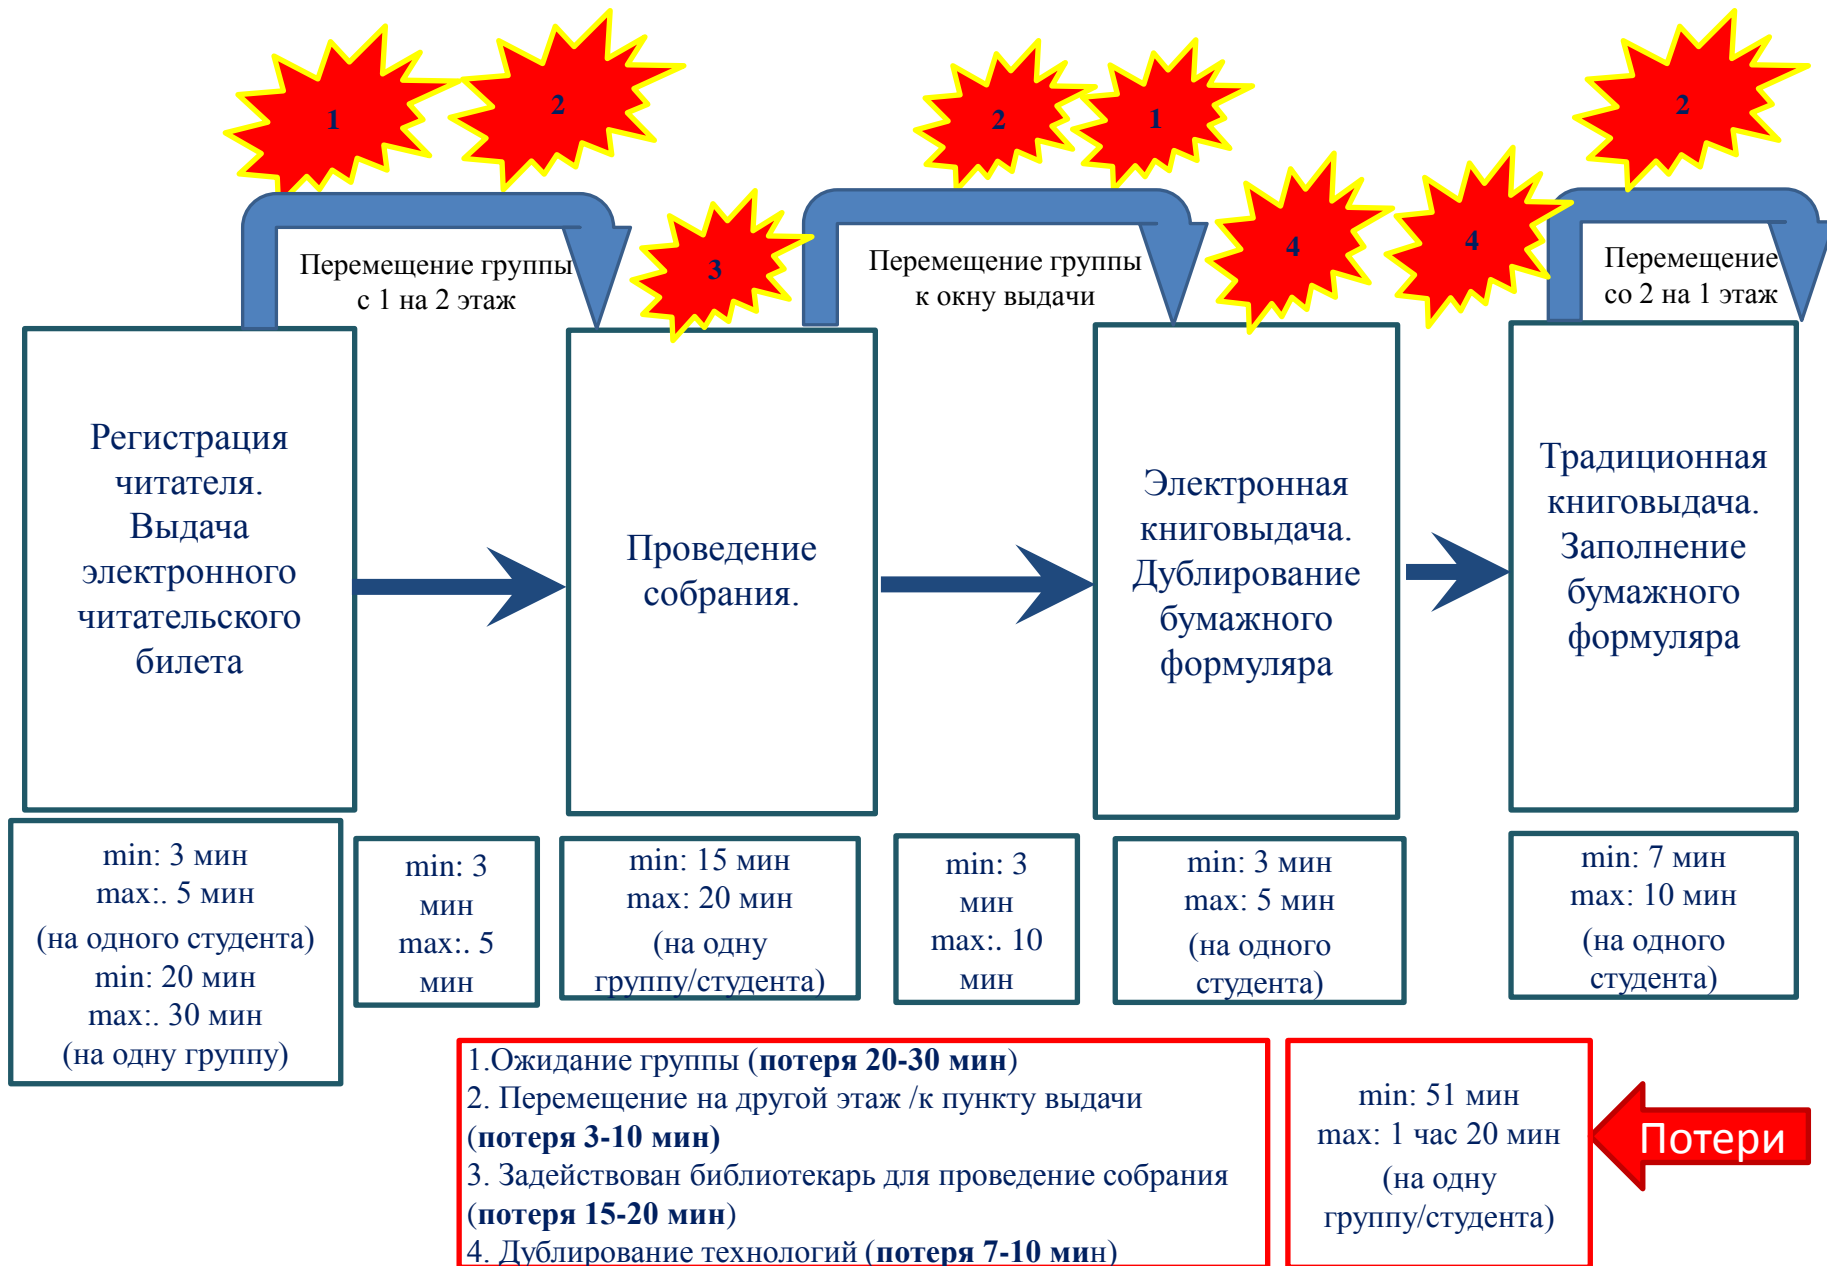 1
2
2
1
2
3
4
4
Перемещение группы
с 1 на 2 этаж
Перемещение группы
к окну выдачи
Перемещение
со 2 на 1 этаж
Регистрация
читателя.
Выдача
электронного
читательского
билета
Проведение
собрания.
Электронная
книговыдача.
Дублирование
бумажного
формуляра
Традиционная
книговыдача.
Заполнение
бумажного
формуляра
min: 3 мин
max:. 5 мин
(на одного студента)
min: 20 мин
max:. 30 мин
(на одну группу)
min: 3
мин
max:. 5
мин
min: 15 мин
max: 20 мин
(на одну
группу/студента)
min: 3
мин
max:. 10
мин
min: 3 мин
max: 5 мин
(на одного
студента)
min: 7 мин
max: 10 мин
(на одного
студента)
1.Ожидание группы (потеря 20-30 мин)
2. Перемещение на другой этаж /к пункту выдачи
(потеря 3-10 мин)
3. Задействован библиотекарь для проведение собрания
(потеря 15-20 мин)
4. Дублирование технологий (потеря 7-10 мин)
min: 51 мин
max: 1 час 20 мин
(на одну
группу/студента)
Потери